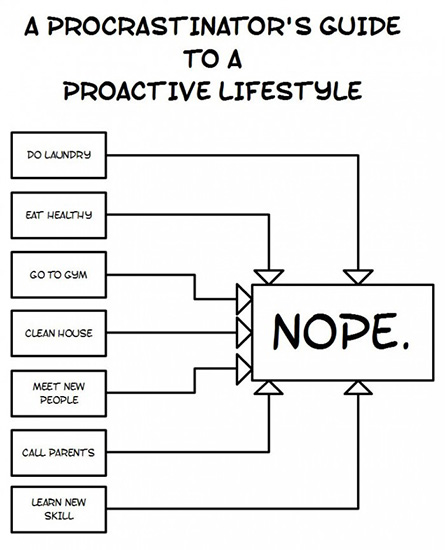 A PROCRASTINATOR'S GUIDE
TO A
PROACTIVE LIFESTYLE
DO LAUNDRY
EAT HEALTHY
GO TO GYM
CLEAN HOUSE
MEET NEW
PEOPLE
CALL PARENTS
LEARN NEW
SKILL
NOPE.